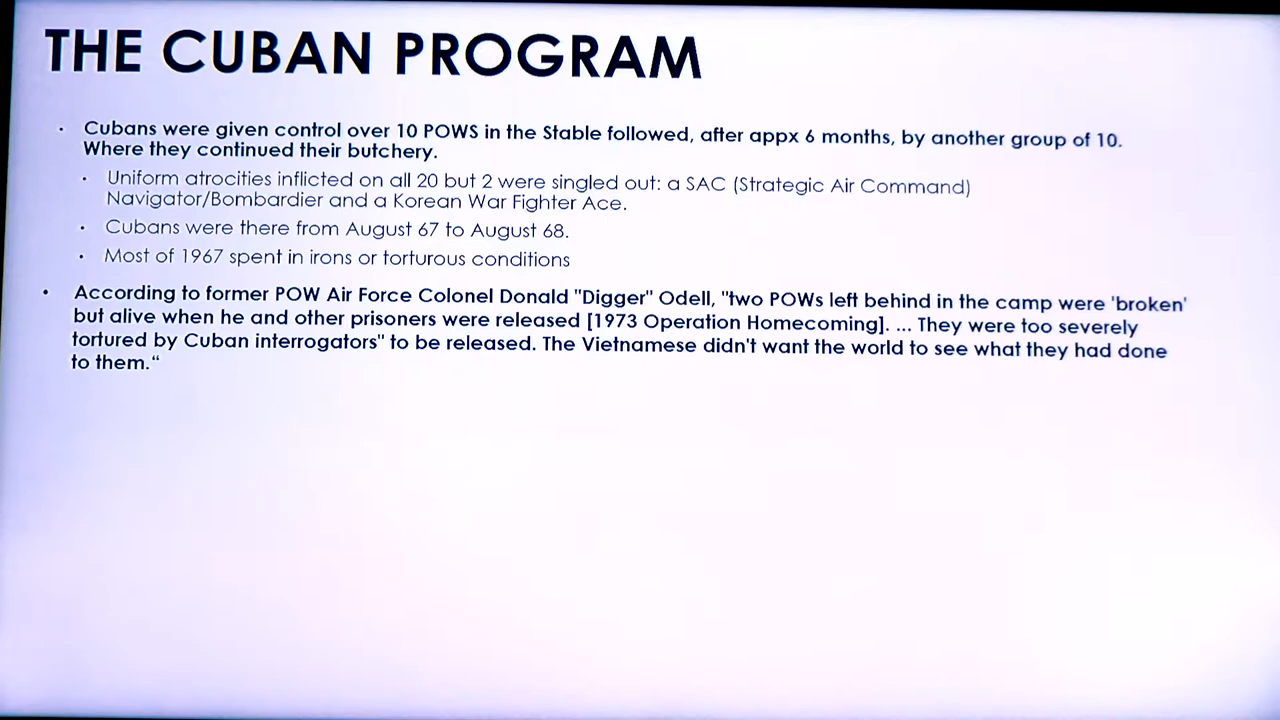 THE CUBAN PROGRAM
· Cubans were given control over 10 POWS in the Stable followed, after appx 6 months, by another group of 10.
Where they continued their butchery.
· Uniform atrocities inflicted on all 20 but 2 were singled out: a SAC (Strategic Air Command)
Navigator/Bombardier and a Korean War Fighter Ace.
· Cubans were there from August 67 to August 68.
· Most of 1967 spent in irons or torturous conditions
· According to former POW Air Force Colonel Donald "Digger" Odell, "two POWs left behind in the camp were 'broken'
but alive when he and other prisoners were released [1973 Operation Homecoming]. ... They were too severely
tortured by Cuban interrogators" to be released. The Vietnamese didn't want the world to see what they had done
to them.“